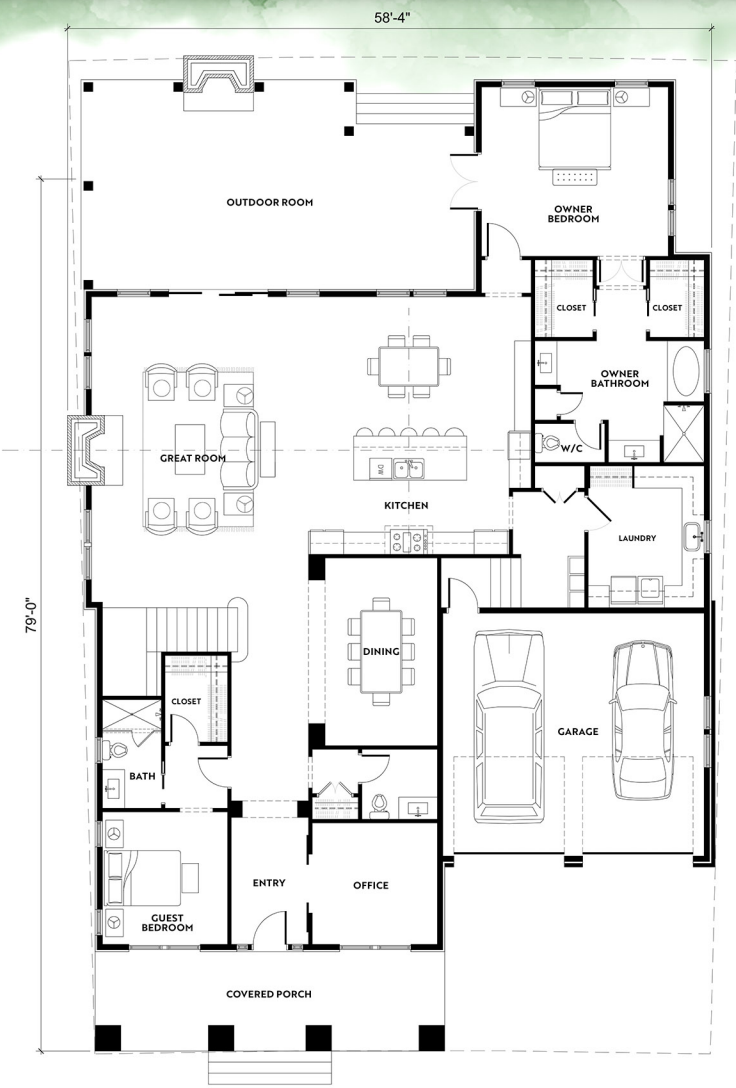 58'-4"
OUTDOOR ROOM
OWNER
BEDROOM
CLOSET
CLOSET
OWNER
BATHROOM
GREAT ROOM
W/C
DW
KITCHEN
LAUNDRY
79'-0"
DINING
CLOSET
GARAGE
BATH
ENTRY
OFFICE
GUEST
BEDROOM
COVERED PORCH